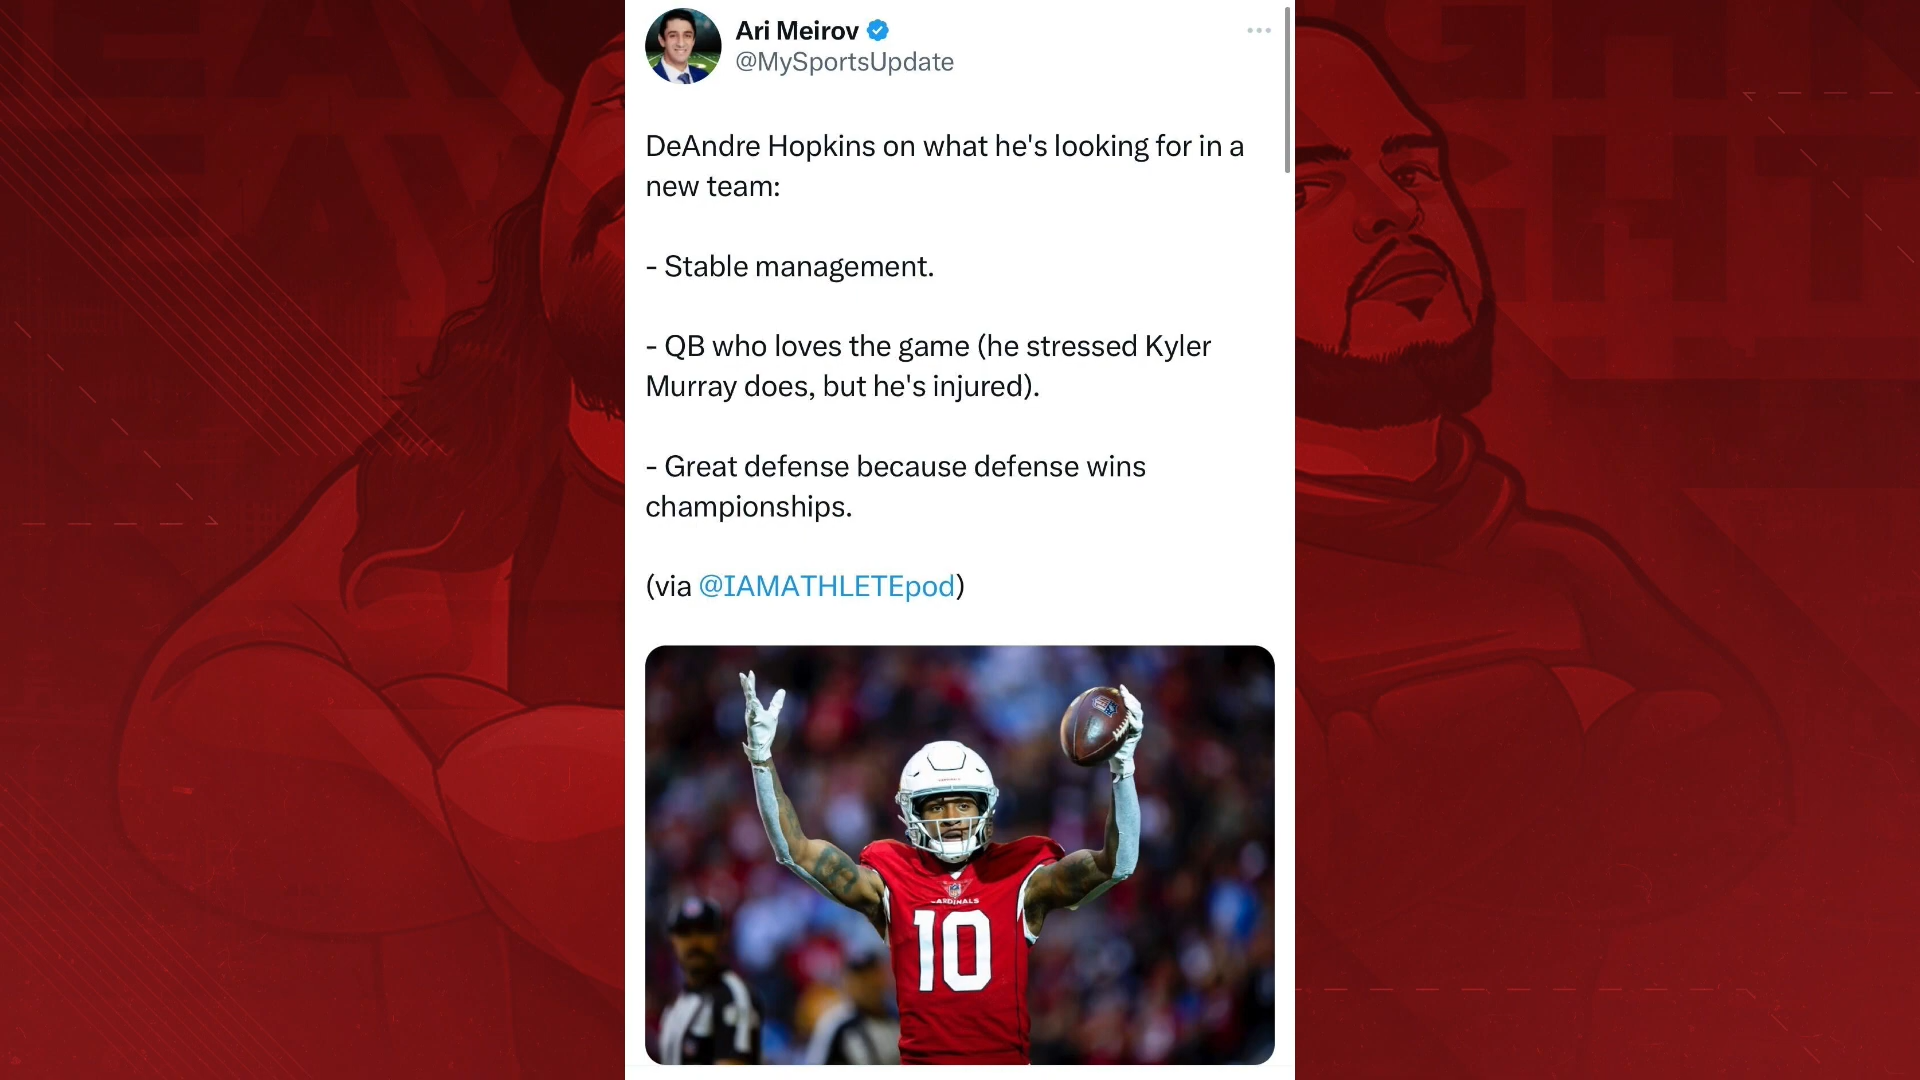 Ari Meirov
@MySportsUpdate
DeAndre Hopkins on what he's looking for in a
new team:
- Stable management.
- QB who loves the game (he stressed Kyler
Murray does, but he's injured).
- Great defense because defense wins
championships.
(via @IAMATHLETEpod)
CARDINALS
10